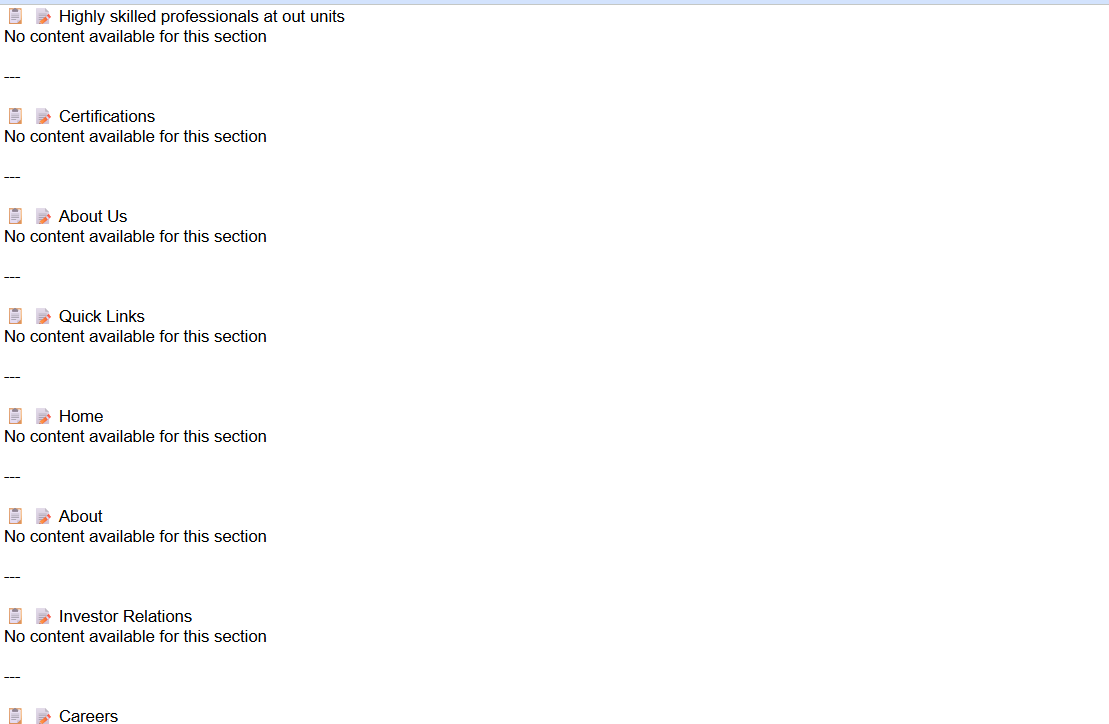 Highly skilled professionals at out units
No content available for this section
---
Certifications
No content available for this section
---
About Us
No content available for this section
---
Quick Links
No content available for this section
---
Home
No content available for this section
---
About
No content available for this section
---
Investor Relations
No content available for this section
---
Careers